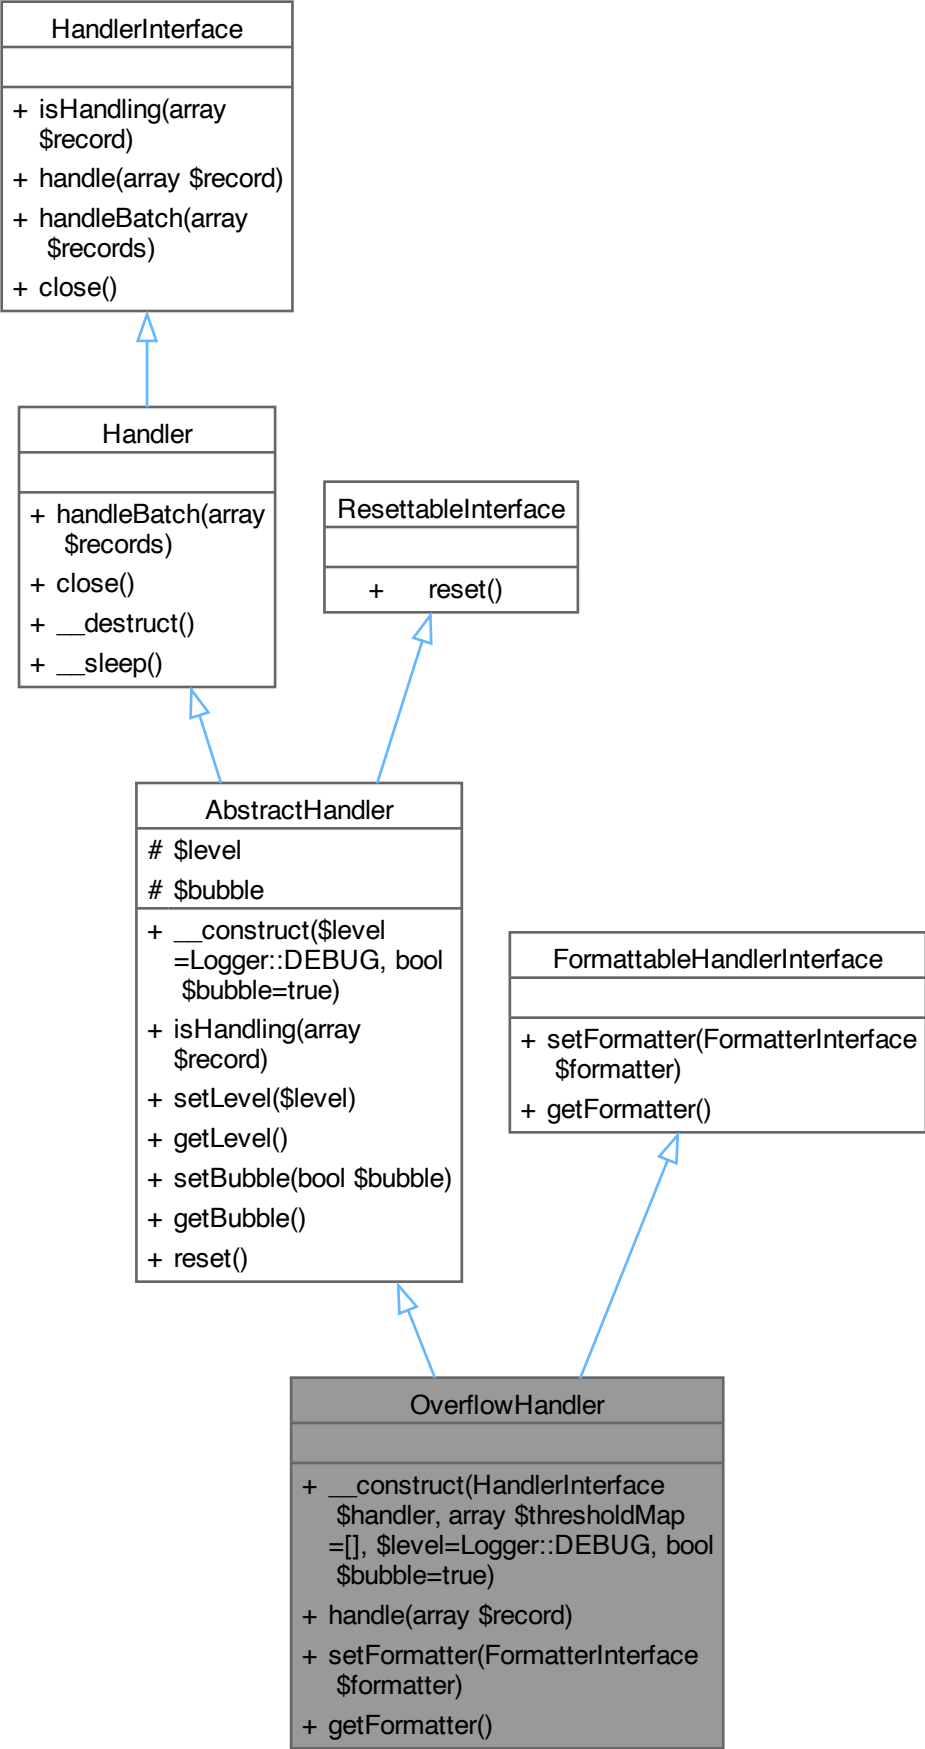 HandlerInterface
+ isHandling(array
$record)
+ handle(array $record)
+ handleBatch(array
$records)
+ close()
Handler
+ handleBatch(array
$records)
+ close()
+ __destruct()
+ __sleep()
ResettableInterface
+ reset()
AbstractHandler
# $level
# $bubble
+ __construct($level
=Logger::DEBUG, bool
$bubble=true)
+ isHandling(array
$record)
+ setLevel($level)
+ getLevel()
+ setBubble(bool $bubble)
+ getBubble()
+ reset()
FormattableHandlerInterface
+ setFormatter(FormatterInterface
$formatter)
+ getFormatter()
OverflowHandler
+ __construct(HandlerInterface
$handler, array $thresholdMap
=[], $level=Logger::DEBUG, bool
$bubble=true)
+ handle(array $record)
+ setFormatter(FormatterInterface
$formatter)
+ getFormatter()